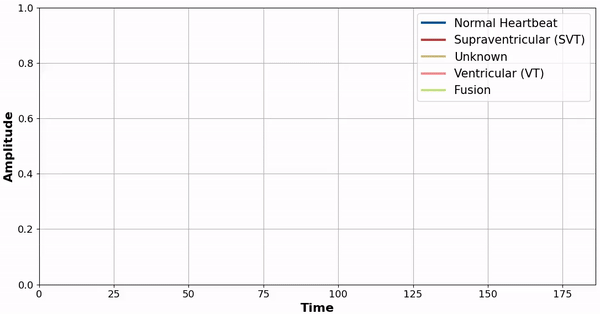 1.0
0.8
0.6
0.4
0.2
0.0
Amplitude
Normal Heartbeat
Supraventricular (SVT)
Unknown
Ventricular (VT)
Fusion
0 25 50 75 100 125 150 175
Time